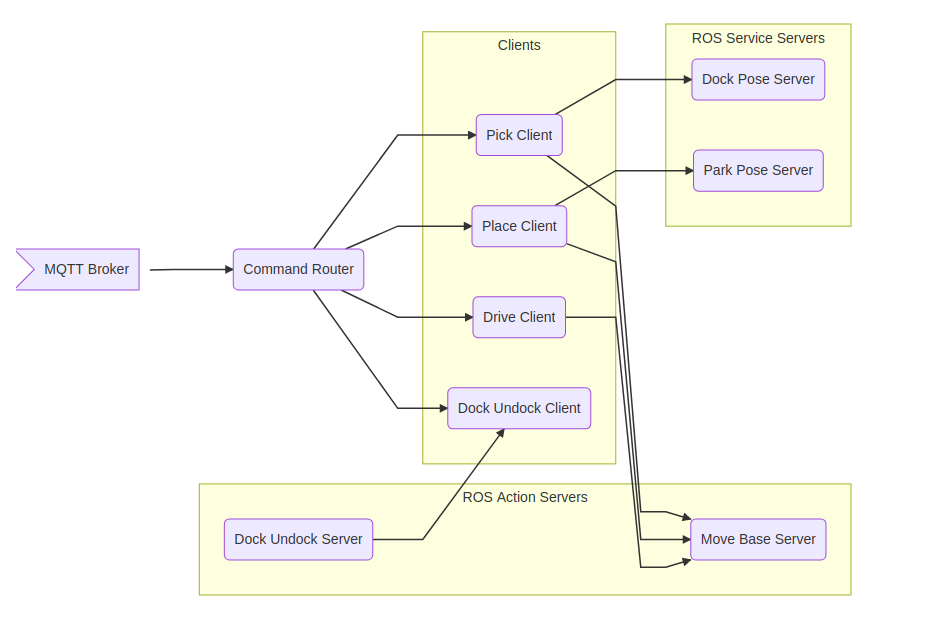 Clients
ROS Service Servers
Dock Pose Server
Pick Client
Park Pose Server
Place Client
MQTT Broker
Command Router
Drive Client
Dock Undock Client
ROS Action Servers
Dock Undock Server
Move Base Server